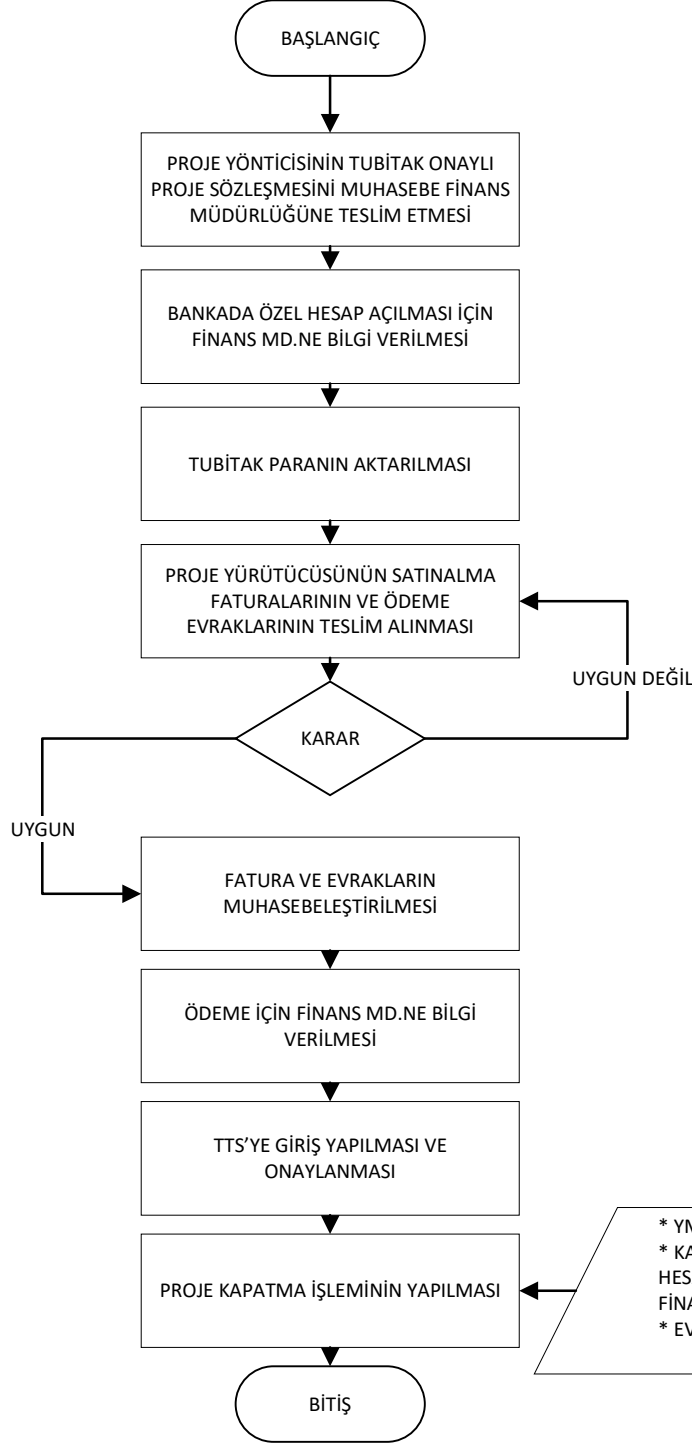 BAŞLANGIÇ
PROJE YÖNTİCİSİNİN TUBİTAK ONAYLI
PROJE SÖZLEŞMESİNİ MUHASEBE FİNANS
MÜDÜRLÜĞÜNE TESLİM ETMESİ
BANKADA ÖZEL HESAP AÇILMASI İÇİN
FİNANS MD.NE BİLGİ VERİLMESİ
TUBİTAK PARANIN AKTARILMASI
PROJE YÜRÜTÜCÜSÜNÜN SATINALMA
FATURALARININ VE ÖDEME
EVRAKLARININ TESLİM ALINMASI
UYGUN DEĞİL
KARAR
UYGUN
FATURA VE EVRAKLARIN
MUHASEBELEŞTİRİLMESİ
ÖDEME İÇİN FİNANS MD.NE BİLGİ
VERİLMESİ
TTS'YE GİRİŞ YAPILMASI VE
ONAYLANMASI
PROJE KAPATMA İŞLEMİNİN YAPILMASI
*
*
*
BİTİŞ